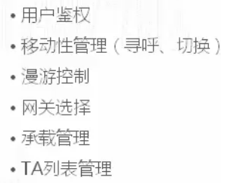 • 用户鉴权
• 移动性管理（寻呼、切换）
• 漫游控制
• 网关选择
• 承载管理
• TA列表管理